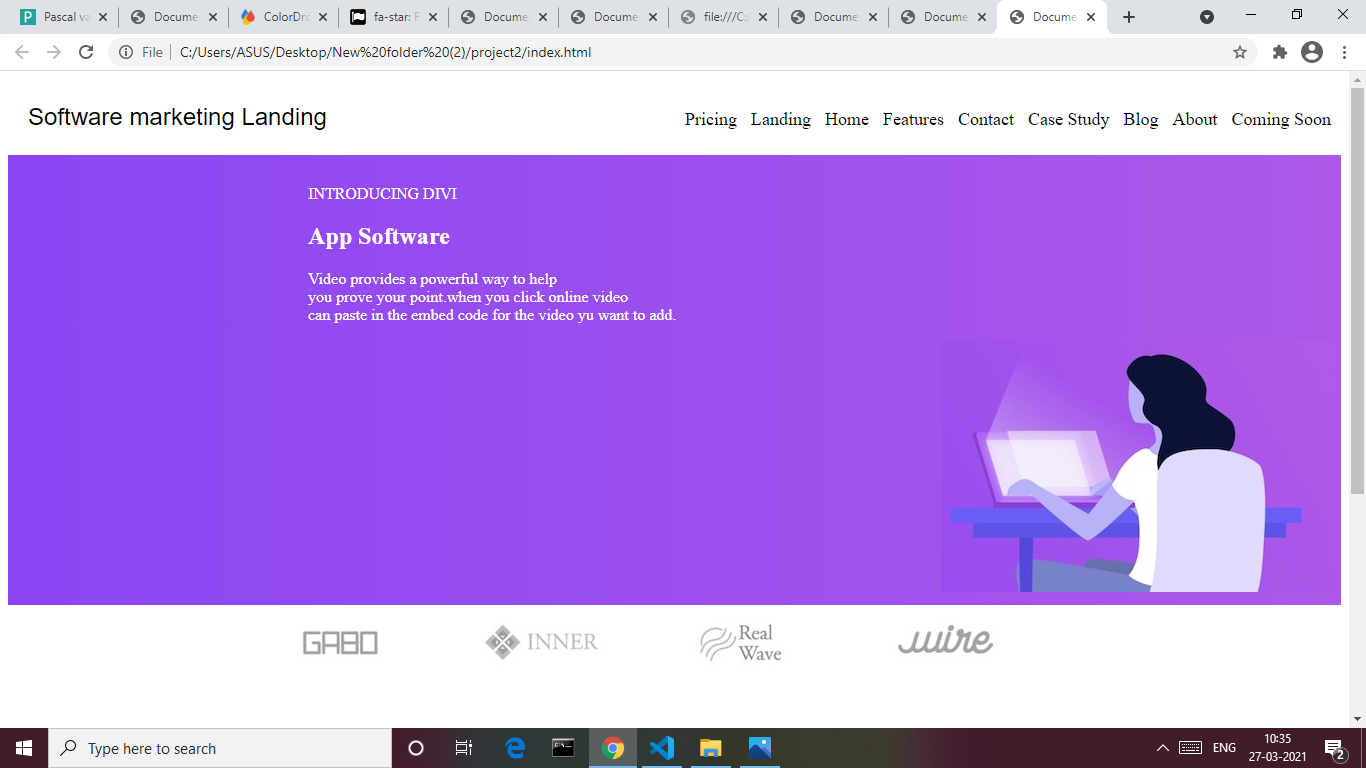 Pascal va
Docume
ColorDro
fa-star: F
Docume
Docume
file:///C:/
Docume
Docume
Docume
File
C:/Users/ASUS/Desktop/New%20folder%20(2)/project2/index.html
Software marketing Landing
Pricing Landing Home Features Contact Case Study Blog About Coming Soon
INTRODUCING DIVI
App Software
Video provides a powerful way to help
you prove your point.when you click online video
can paste in the embed code for the video yu want to add.
GABO
INNER
Real
Wave
wire
Type here to search
ENG
10:35
27-03-2021
2